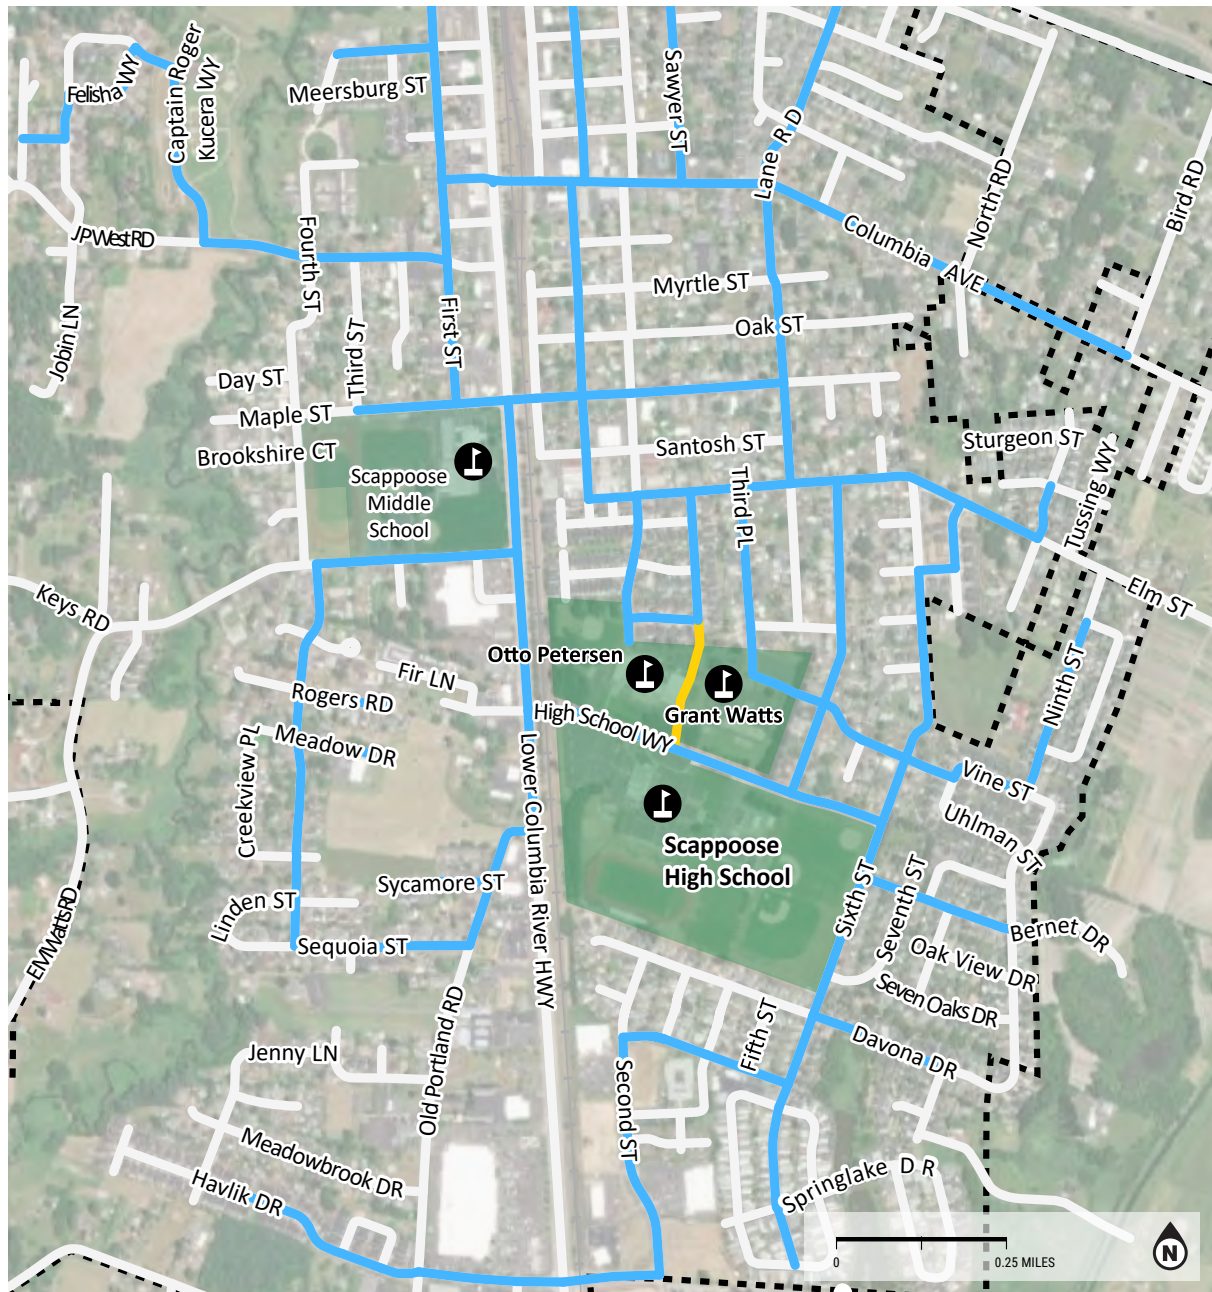 Felisha WY
Captain Roger
Kucera WY
Meersburg ST
Sawyer ST
Lane RD
North RD
Bird RD
JP West RD
Fourth ST
Columbia AVE
Jobin LN
Third ST
First ST
Myrtle ST
Oak ST
Day ST
Maple ST
Brookshire CT
Scappoose
Middle
School
Santosh ST
Third PL
Sturgeon ST
Tussing WY
Elm ST
Keys RD
Otto Petersen
Grant Watts
Fir LN
Rogers RD
High School WY
Ninth ST
Meadow DR
Creekview PL
Lower Columbia River HWY
Vine ST
Uhlman ST
Scappoose
High School
Sycamore ST
Linden ST
Sequoia ST
EM Watts RD
Sixth ST
Seventh ST
Bernet DR
Oak View DR
Seven Oaks DR
Old Portland RD
Fifth ST
Davona DR
Jenny LN
Second ST
Meadowbrook DR
Havlik DR
Springlake DR
0
0.25 MILES
N